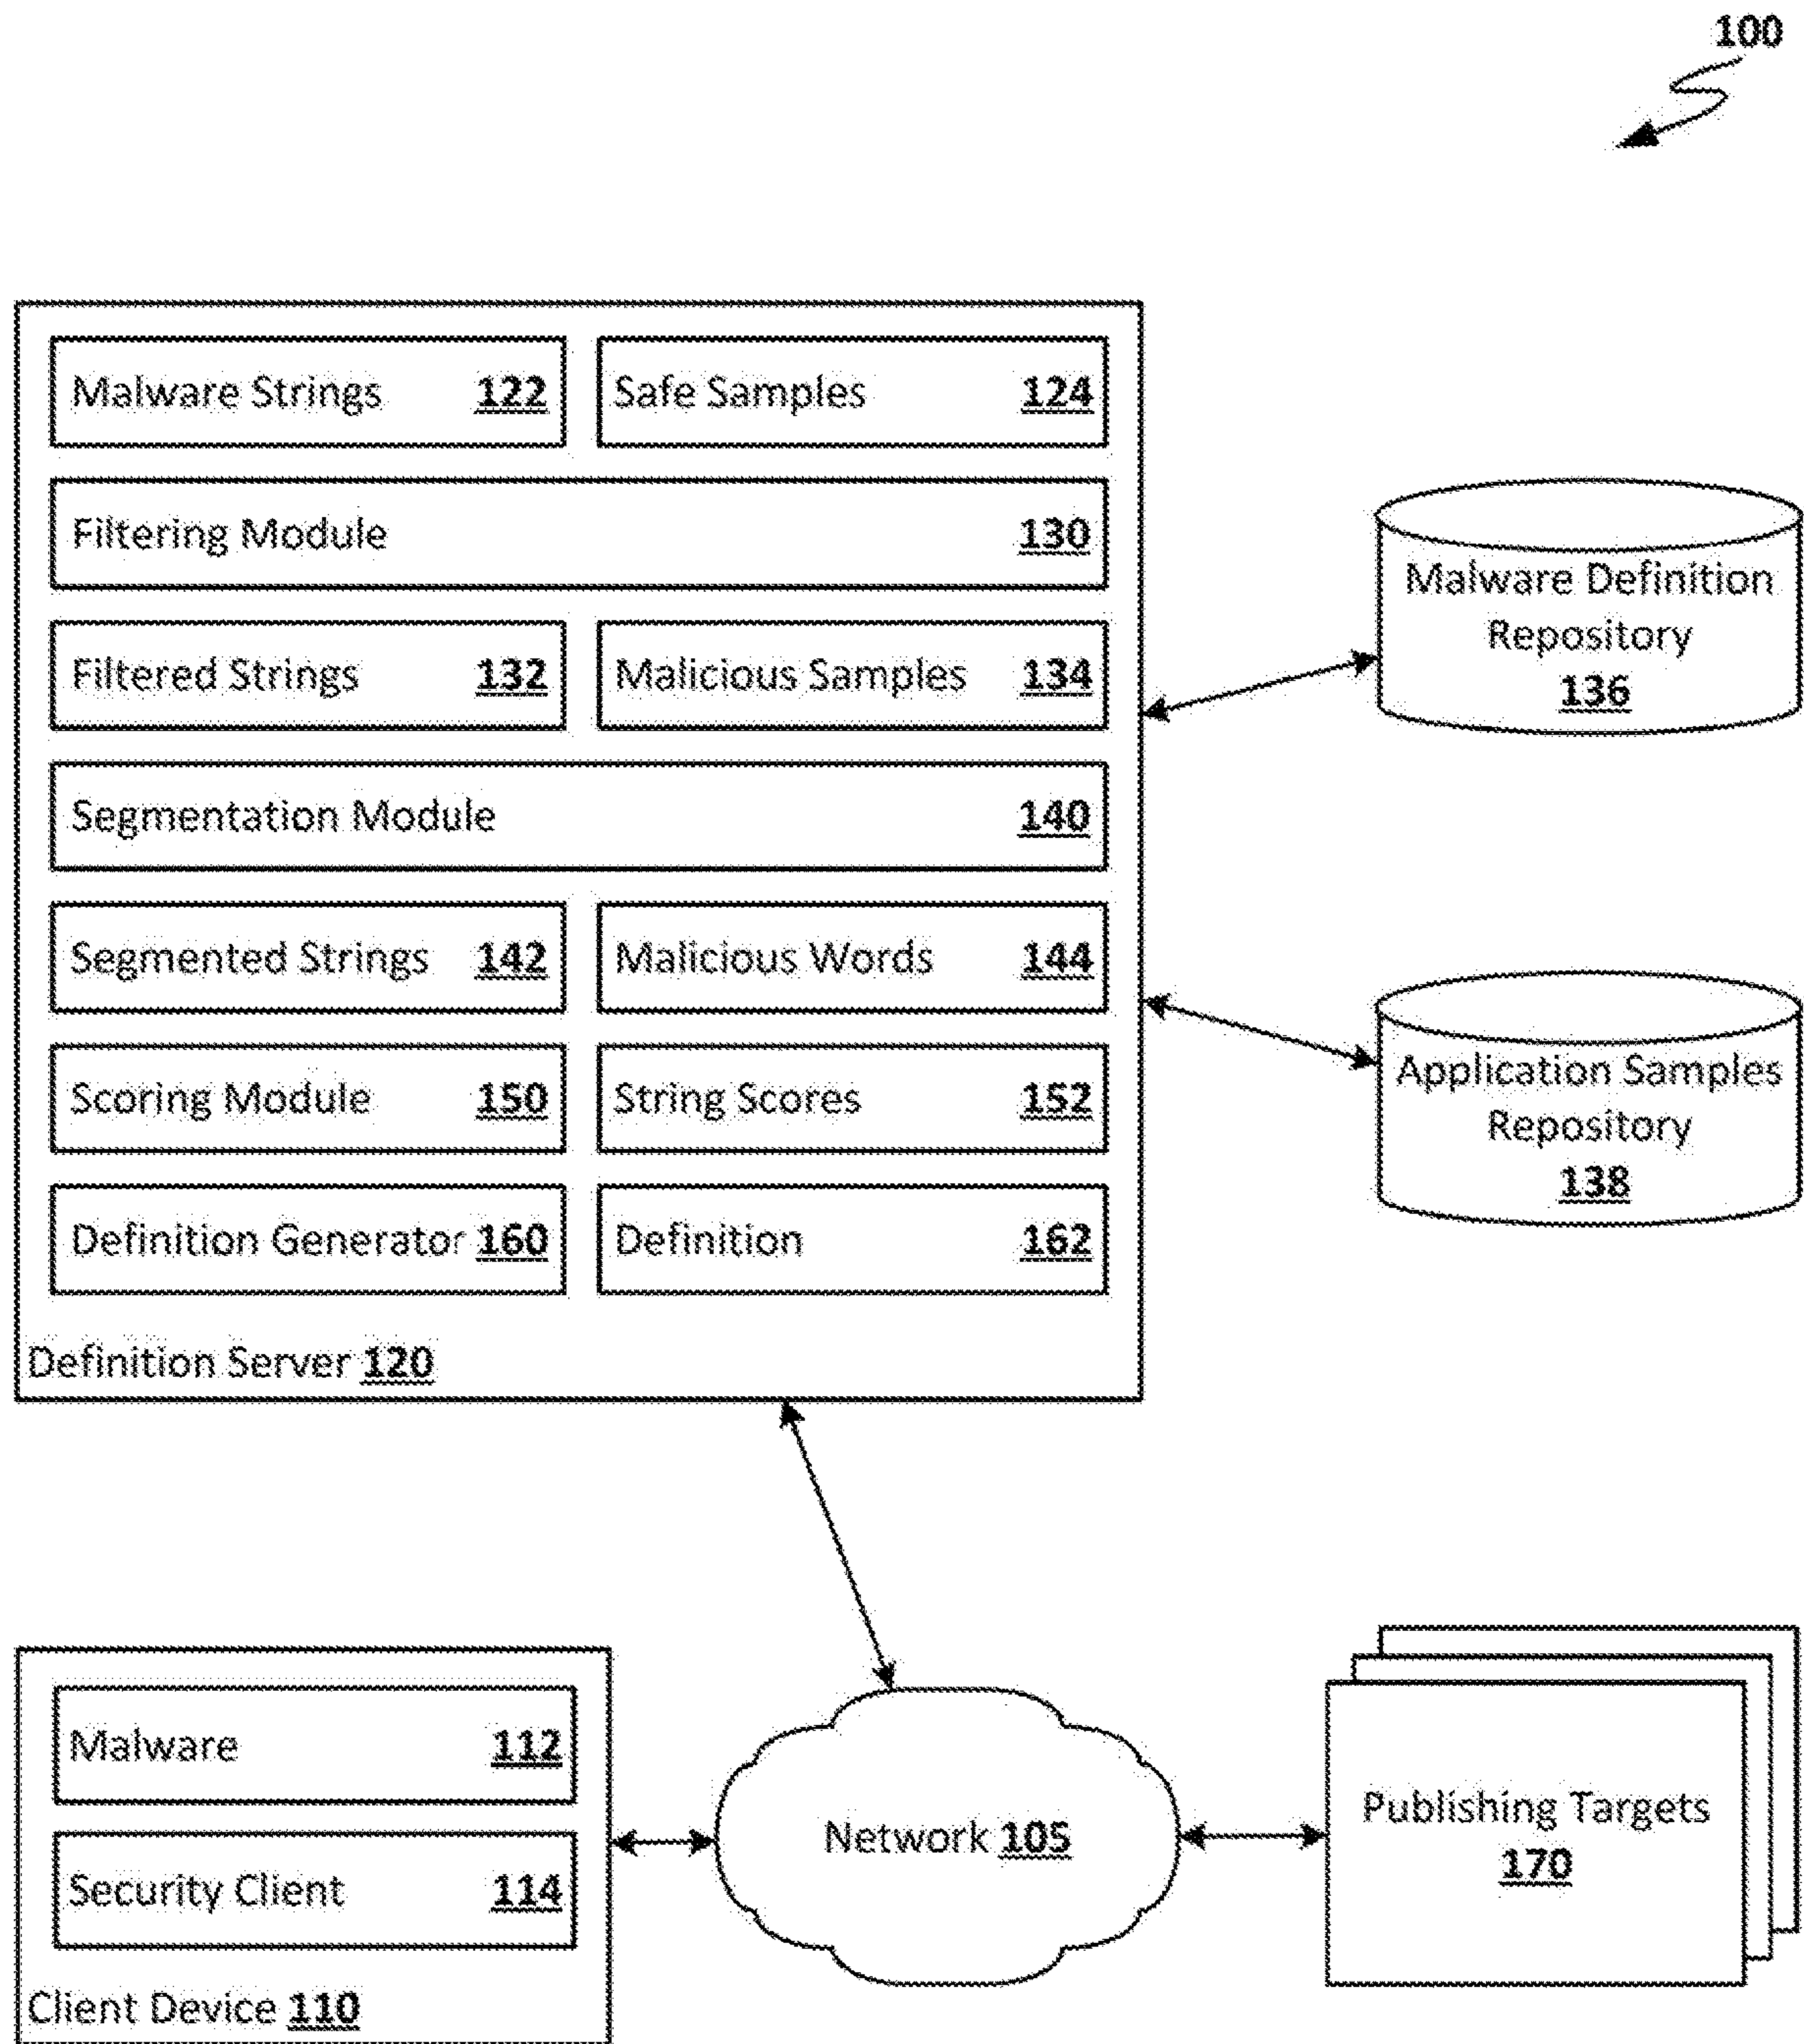 100
Malware Strings 122
Safe Samples 124
Filtering Module 130
Filtered Strings 132
Malicious Samples 134
Segmentation Module 140
Segmented Strings 142
Malicious Words 144
Scoring Module 150
String Scores 152
Definition Generator 160
Definition 162
Definition Server 120
Malware Definition
Repository
136
Application Samples
Repository
138
Malware 112
Security Client 114
Client Device 110
Network 105
Publishing Targets
170